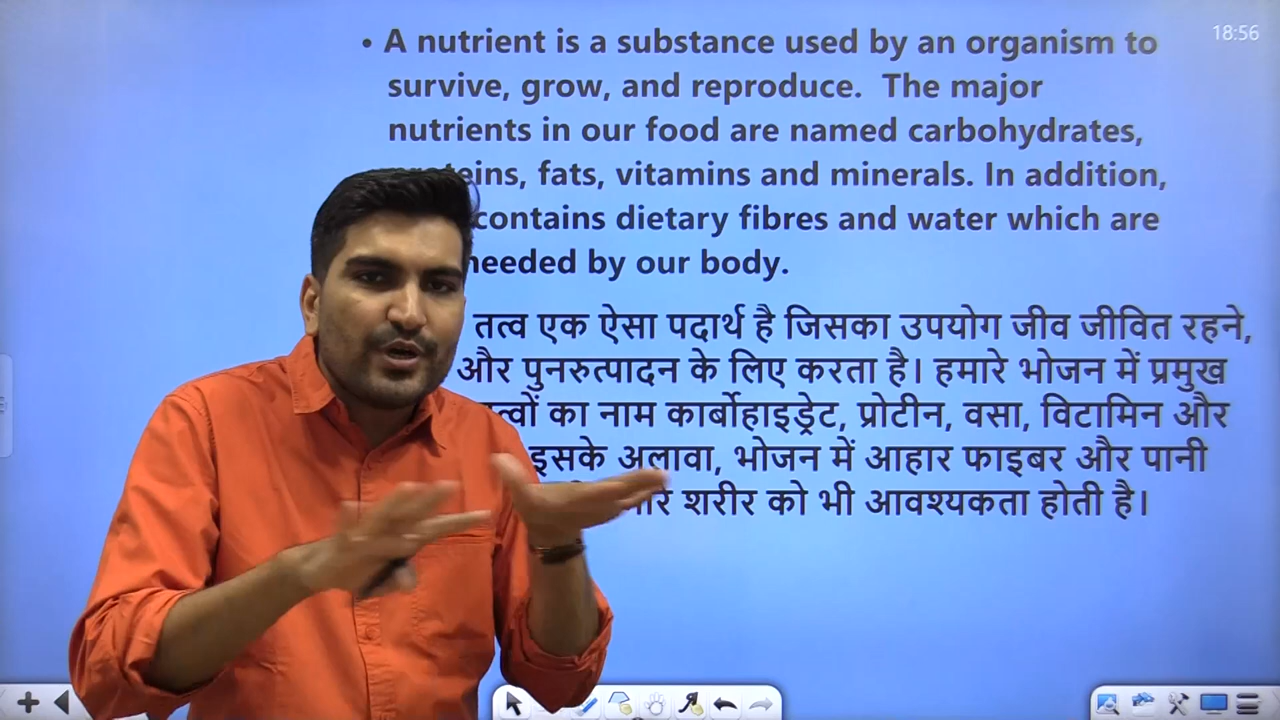 18:56
• A nutrient is a substance used by an organism to
survive, grow, and reproduce. The major
nutrients in our food are named carbohydrates,
proteins, fats, vitamins and minerals. In addition,
contains dietary fibres and water which are
needed by our body.
तत्व एक ऐसा पदार्थ है जिसका उपयोग जीव जीवित रहने,
और पुनरुत्पादन के लिए करता है। हमारे भोजन में प्रमुख
का नाम कार्बोहाइड्रेट, प्रोटीन, वसा, विटामिन और
इसके अलावा, भोजन में आहार फाइबर और पानी
शरीर को भी आवश्यकता होती है।